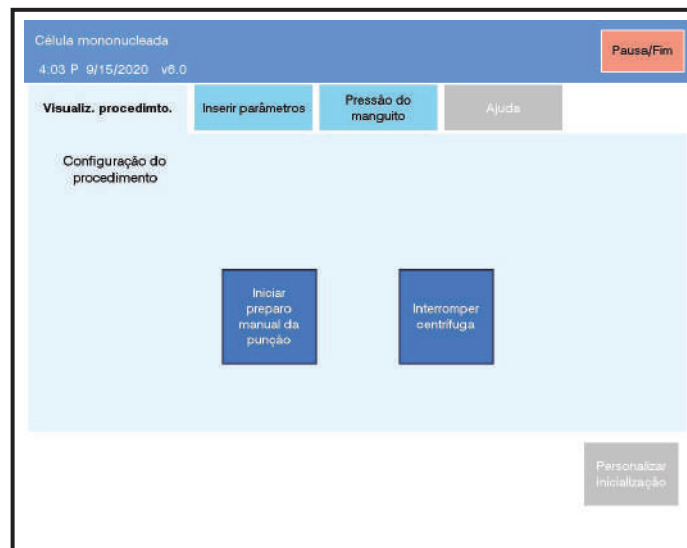 Célula mononucleada
4:03 P 9/15/2020 v6.0
Pausa/Fim
Visualiz. procedimto.
Inserir parâmetros
Pressão do
manguito
Ajuda
Configuração do
procedimento
Iniciar
preparo
manual da
punção
Interromper
centrífuga
Personalizar
inicialização